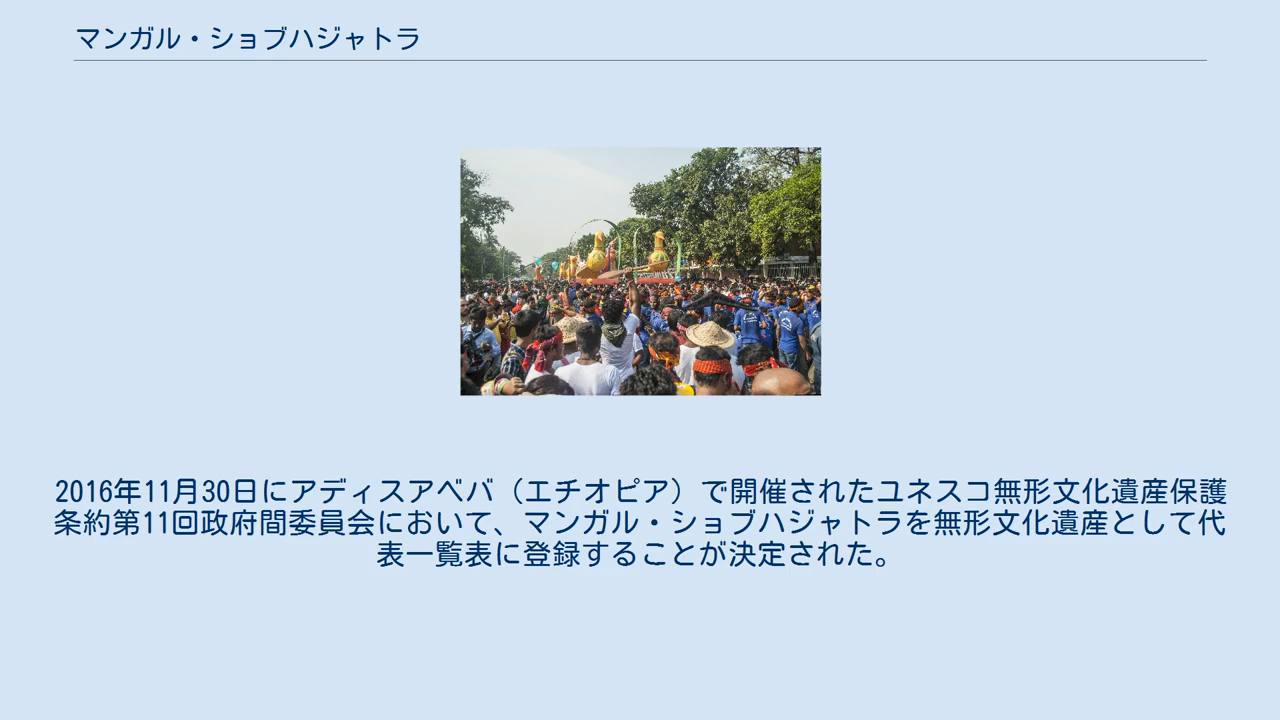 マンガル・ショブハジャトラ
2016年11月30日にアディスアベバ（エチオピア）で開催されたユネスコ無形文化遺産保護
条約第11回政府間委員会において、マンガル・ショブハジャトラを無形文化遺産として代
表一覧表に登録することが決定された。